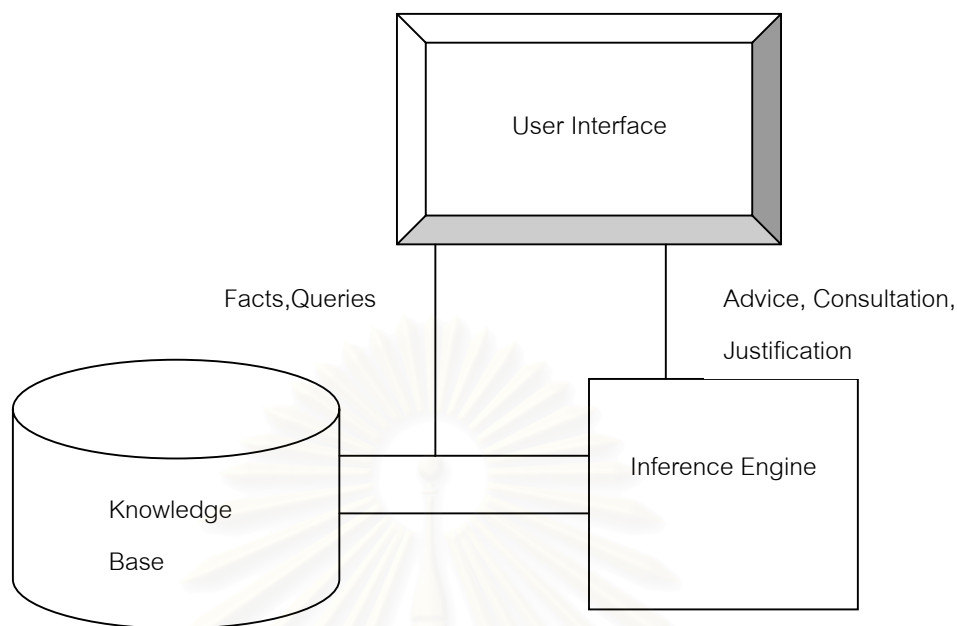 User Interface
Facts,Queries
Advice, Consultation,
Justification
Inference Engine
Knowledge
Base